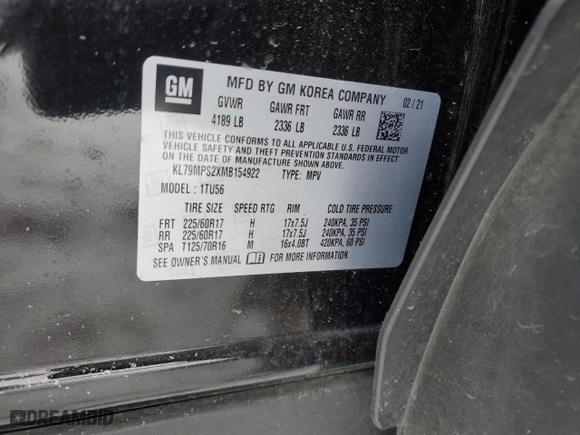 GM
MFD BY GM KOREA COMPANY 02/21
GVWR GAWR FRT GAWR RR
4189 LB 2336 LB 2336 LB
THIS VEHICLE CONFORMS TO ALL APPLICABLE U.S. FEDERAL MOTOR
VEHICLE SAFETY AND THEFT PREVENTION STANDARDS IN EFFECT
ON THE DATE OF MANUFACTURE SHOWN ABOVE.
KL79MPS2XMB154922 TYPE: MPV
MODEL: 1TU56
TIRE SIZE SPEED RTG RIM COLD TIRE PRESSURE
FRT 225/60R17 H 17x7.5J 240KPA, 35 PSI
RR 225/60R17 H 17x7.5J 240KPA, 35 PSI
SPA T125/70R16 M 16x4.0BT 420KPA, 60 PSI
SEE OWNER'S MANUAL FOR MORE INFORMATION
DREAMBID